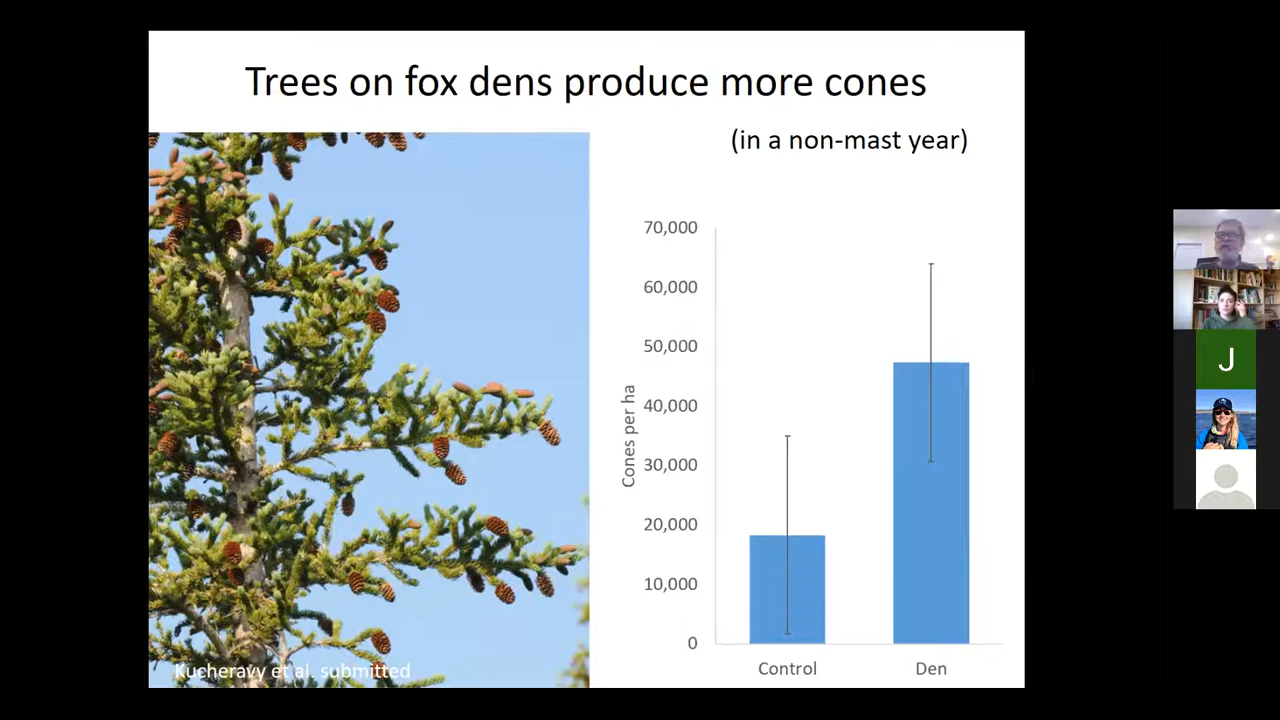 Trees on fox dens produce more cones
(in a non-mast year)
70,000
60,000
50,000
40,000
30,000
20,000
10,000
0
Cones per ha
Control
Den
Kucheravy et al. submitted
J